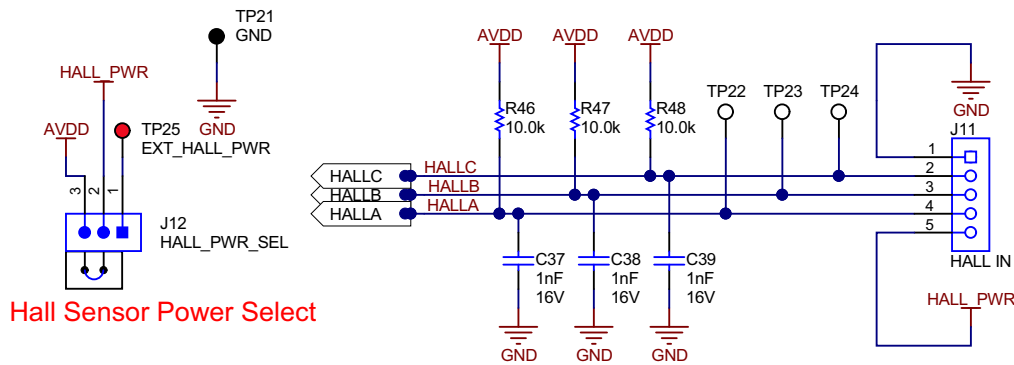 TP21
GND
HALL_PWR
GND
AVDD
TP25
EXT_HALL_PWR
3
2
1
J12
HALL_PWR_SEL
Hall Sensor Power Select
AVDD
AVDD
AVDD
R46
10.0k
R47
10.0k
R48
10.0k
TP22
TP23
TP24
HALLC
HALLB
HALLA
HALLC
HALLB
HALLA
C37
1nF
16V
C38
1nF
16V
C39
1nF
16V
GND
GND
GND
GND
J11
1
2
3
4
5
HALL IN
HALL_PWR